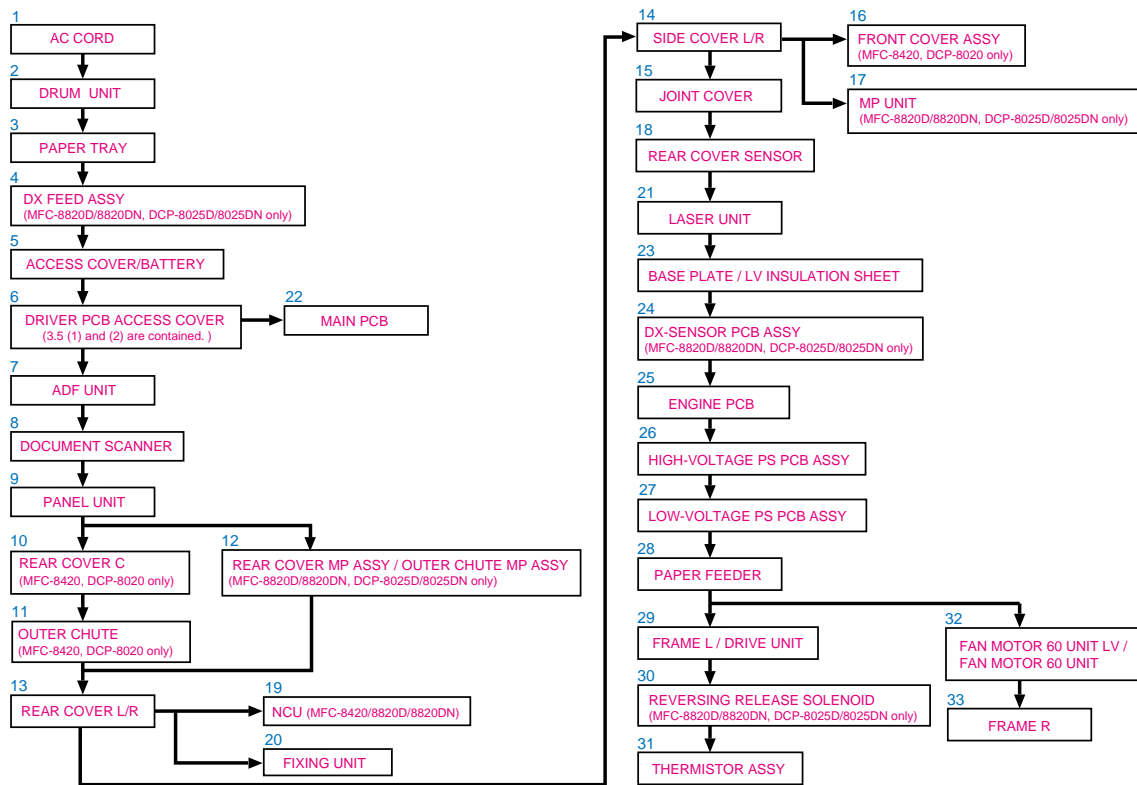 1
AC CORD
2
DRUM UNIT
3
PAPER TRAY
4
DX FEED ASSY
(MFC-8820D/8820DN, DCP-8025D/8025DN only)
5
ACCESS COVER/BATTERY
6
DRIVER PCB ACCESS COVER
(3.5 (1) and (2) are contained. )
22
MAIN PCB
7
ADF UNIT
8
DOCUMENT SCANNER
9
PANEL UNIT
10
REAR COVER C
(MFC-8420, DCP-8020 only)
12
REAR COVER MP ASSY / OUTER CHUTE MP ASSY
(MFC-8820D/8820DN, DCP-8025D/8025DN only)
11
OUTER CHUTE
(MFC-8420, DCP-8020 only)
13
REAR COVER L/R
19
NCU (MFC-8420/8820D/8820DN)
20
FIXING UNIT
14
SIDE COVER L/R
16
FRONT COVER ASSY
(MFC-8420, DCP-8020 only)
15
JOINT COVER
17
MP UNIT
(MFC-8820D/8820DN, DCP-8025D/8025DN only)
18
REAR COVER SENSOR
21
LASER UNIT
23
BASE PLATE / LV INSULATION SHEET
24
DX-SENSOR PCB ASSY
(MFC-8820D/8820DN, DCP-8025D/8025DN only)
25
ENGINE PCB
26
HIGH-VOLTAGE PS PCB ASSY
27
LOW-VOLTAGE PS PCB ASSY
28
PAPER FEEDER
29
FRAME L / DRIVE UNIT
32
FAN MOTOR 60 UNIT LV /
FAN MOTOR 60 UNIT
30
REVERSING RELEASE SOLENOID
(MFC-8820D/8820DN, DCP-8025D/8025DN only)
33
FRAME R
31
THERMISTOR ASSY